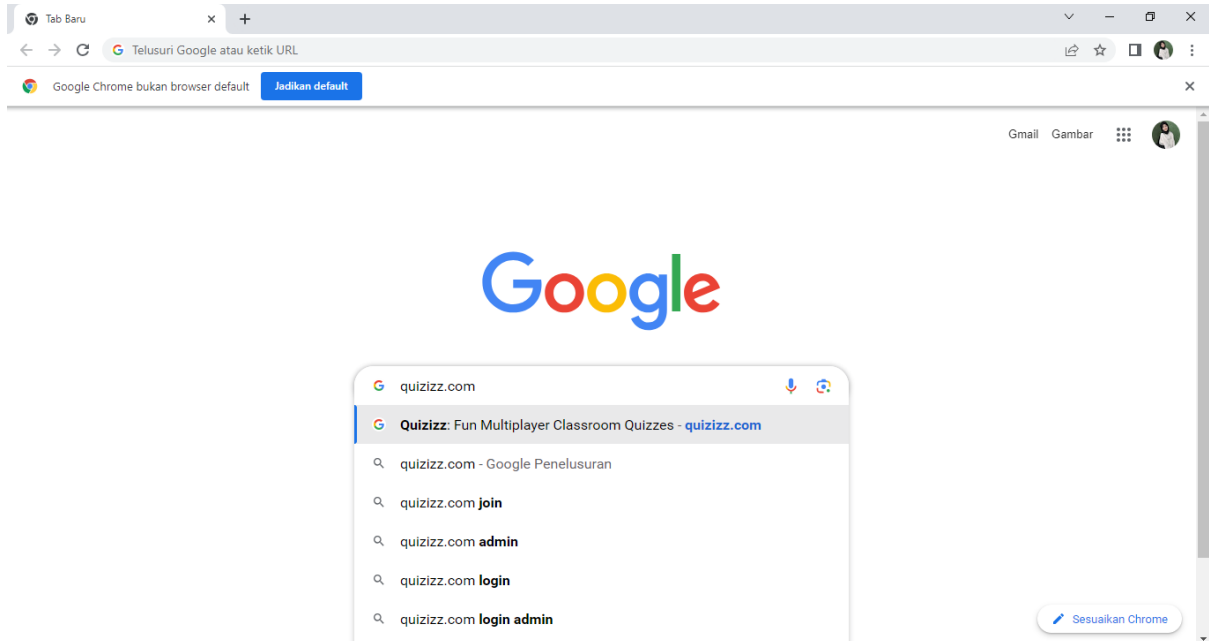 Tab Baru
Telusuri Google atau ketik URL
Google Chrome bukan browser default Jadikan default
Gmail Gambar
Google
quizizz.com
Quizizz: Fun Multiplayer Classroom Quizzes - quizizz.com
quizizz.com - Google Penelusuran
quizizz.com join
quizizz.com admin
quizizz.com login
quizizz.com login admin
Sesuaikan Chrome